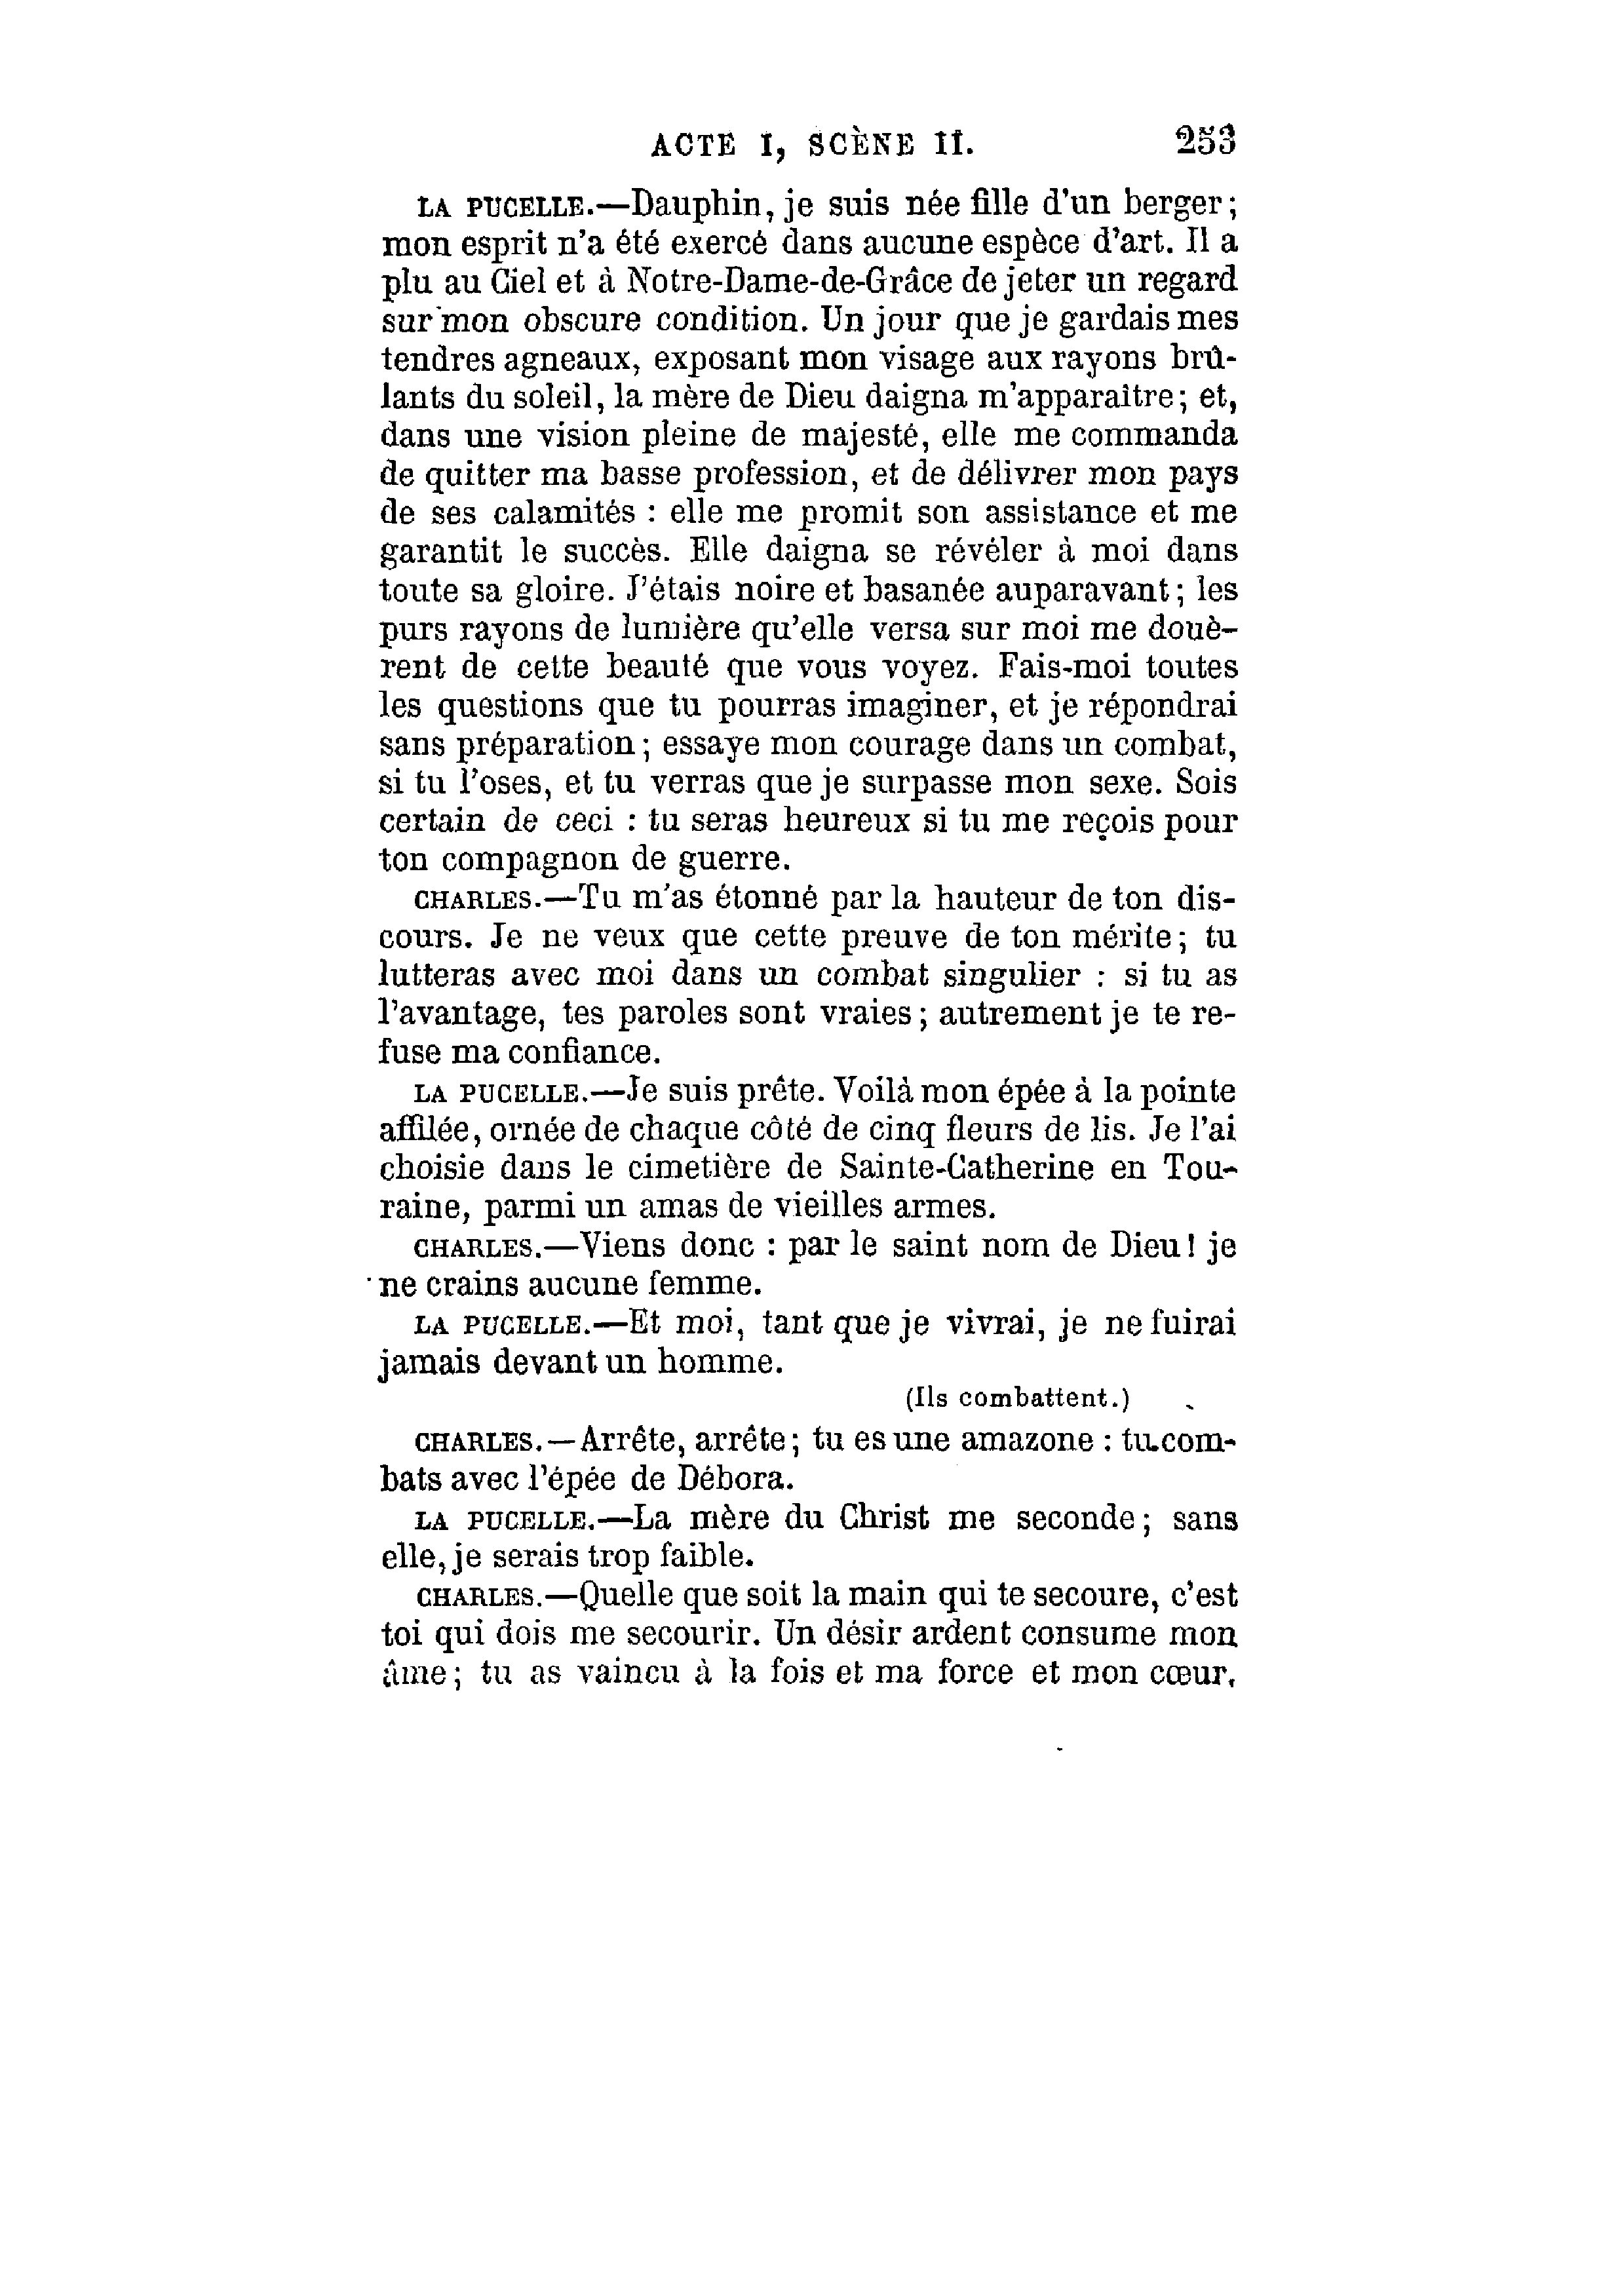 ACTE I, SCÈNE II. 253
LA PUCELLE.—Dauphin, je suis née fille d'un berger;
mon esprit n'a été exercé dans aucune espèce d'art. Il a
plu au Ciel et à Notre-Dame-de-Grâce de jeter un regard
sur mon obscure condition. Un jour que je gardais mes
tendres agneaux, exposant mon visage aux rayons brû-
lants du soleil, la mère de Dieu daigna m'apparaître; et,
dans une vision pleine de majesté, elle me commanda
de quitter ma basse profession, et de délivrer mon pays
de ses calamités : elle me promit son assistance et me
garantit le succès. Elle daigna se révéler à moi dans
toute sa gloire. J'étais noire et basanée auparavant; les
purs rayons de lumière qu'elle versa sur moi me douè-
rent de cette beauté que vous voyez. Fais-moi toutes
les questions que tu pourras imaginer, et je répondrai
sans préparation; essaye mon courage dans un combat,
si tu l'oses, et tu verras que je surpasse mon sexe. Sois
certain de ceci : tu seras heureux si tu me reçois pour
ton compagnon de guerre.
CHARLES.—Tu m'as étonné par la hauteur de ton dis-
cours. Je ne veux que cette preuve de ton mérite; tu
lutteras avec moi dans un combat singulier : si tu as
l'avantage, tes paroles sont vraies; autrement je te re-
fuse ma confiance.
LA PUCELLE.—Je suis prête. Voilà mon épée à la pointe
affilée, ornée de chaque côté de cinq fleurs de lis. Je l'ai
choisie dans le cimetière de Sainte-Catherine en Tou-
raine, parmi un amas de vieilles armes.
CHARLES.—Viens donc : par le saint nom de Dieu! je
ne crains aucune femme.
LA PUCELLE.—Et moi, tant que je vivrai, je ne fuirai
jamais devant un homme.
(Ils combattent.)
CHARLES.—Arrête, arrête; tu es une amazone : tu com-
bats avec l'épée de Débora.
LA PUCELLE.—La mère du Christ me seconde; sans
elle, je serais trop faible.
CHARLES.—Quelle que soit la main qui te secoure, c'est
toi qui dois me secourir. Un désir ardent consume mon
âme; tu as vaincu à la fois et ma force et mon cœur.